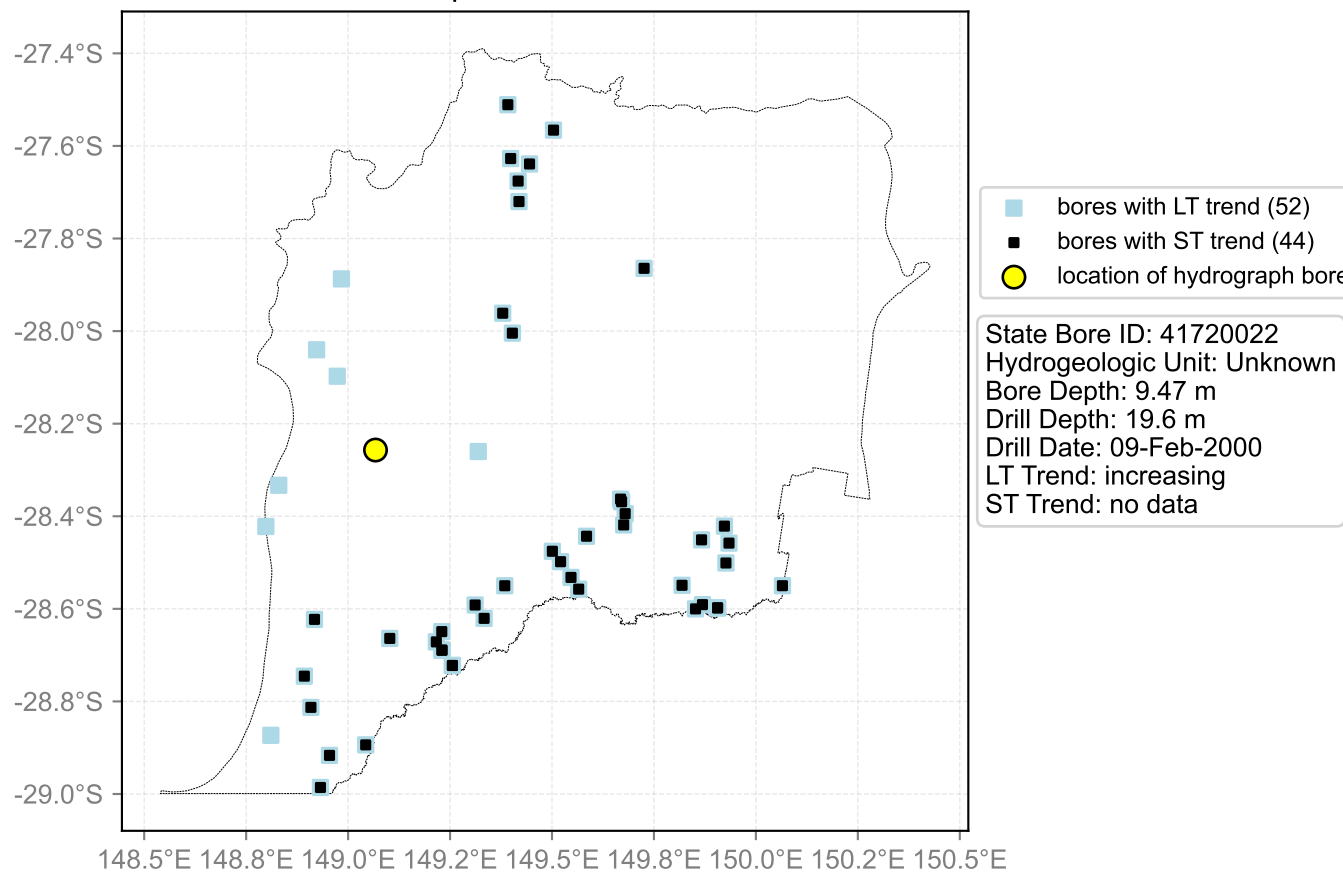 -27.4°S
-27.6°S
-27.8°S
-28.0°S
-28.2°S
-28.4°S
-28.6°S
-28.8°S
-29.0°S
148.5°E 148.8°E 149.0°E 149.2°E 149.5°E 149.8°E 150.0°E 150.2°E 150.5°E
bores with LT trend (52)
bores with ST trend (44)
location of hydrograph bore
State Bore ID: 41720022
Hydrogeologic Unit: Unknown
Bore Depth: 9.47 m
Drill Depth: 19.6 m
Drill Date: 09-Feb-2000
LT Trend: increasing
ST Trend: no data